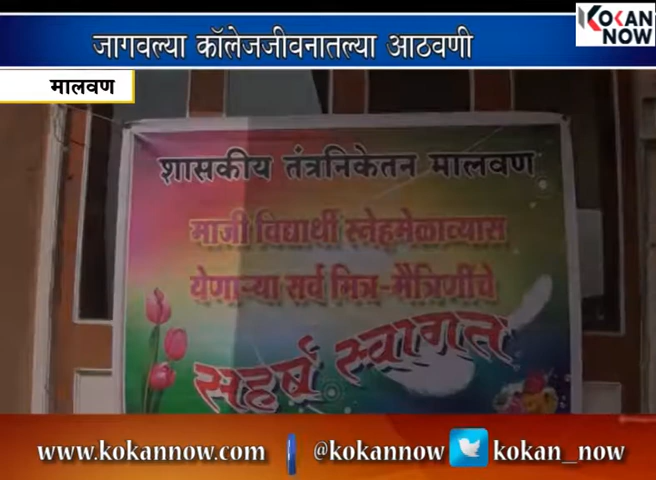 KOKAN
NOW
जागवल्या कॉलेजजीवनातल्या आठवणी
मालवण
शासकीय तंत्रनिकेतन मालवण
माजी विद्यार्थी स्नेहमेळाव्यास
येणाऱ्या सर्व मित्र-मैत्रिणींचे
सहर्ष स्वागत
www.kokannow.com | @kokannow kokan_now